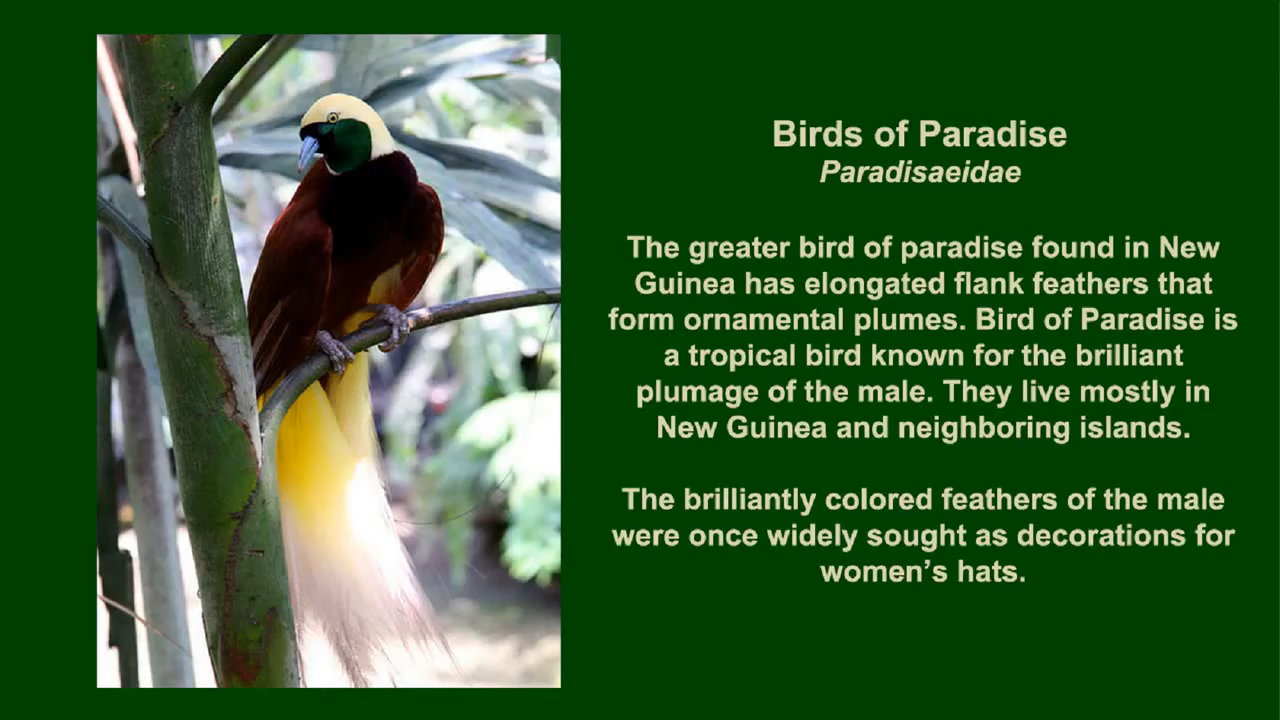 Birds of Paradise
Paradisaeidae
The greater bird of paradise found in New
Guinea has elongated flank feathers that
form ornamental plumes. Bird of Paradise is
a tropical bird known for the brilliant
plumage of the male. They live mostly in
New Guinea and neighboring islands.
The brilliantly colored feathers of the male
were once widely sought as decorations for
women’s hats.